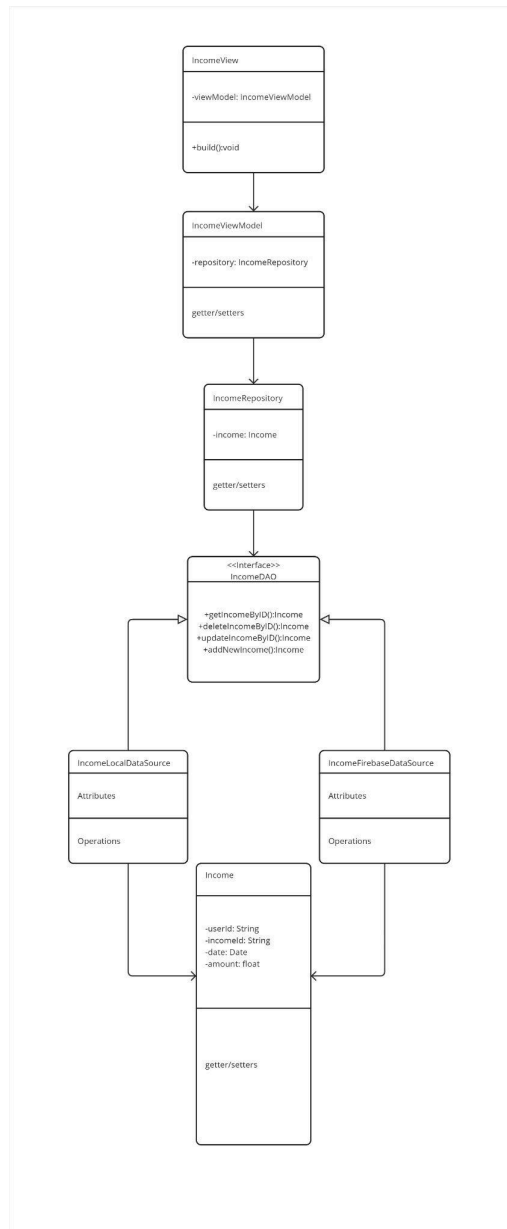 IncomeView
-viewModel: IncomeViewModel
+build():void
IncomeViewModel
-repository: IncomeRepository
getter/setters
IncomeRepository
-income: Income
getter/setters
<<Interface>>
IncomeDAO
+getIncomeByID():Income
+deleteIncomeByID():Income
+updateIncomeByID():Income
+addNewIncome():Income
IncomeLocalDataSource
Attributes
Operations
IncomeFirebaseDataSource
Attributes
Operations
Income
-userId: String
-incomeId: String
-date: Date
-amount: float
getter/setters